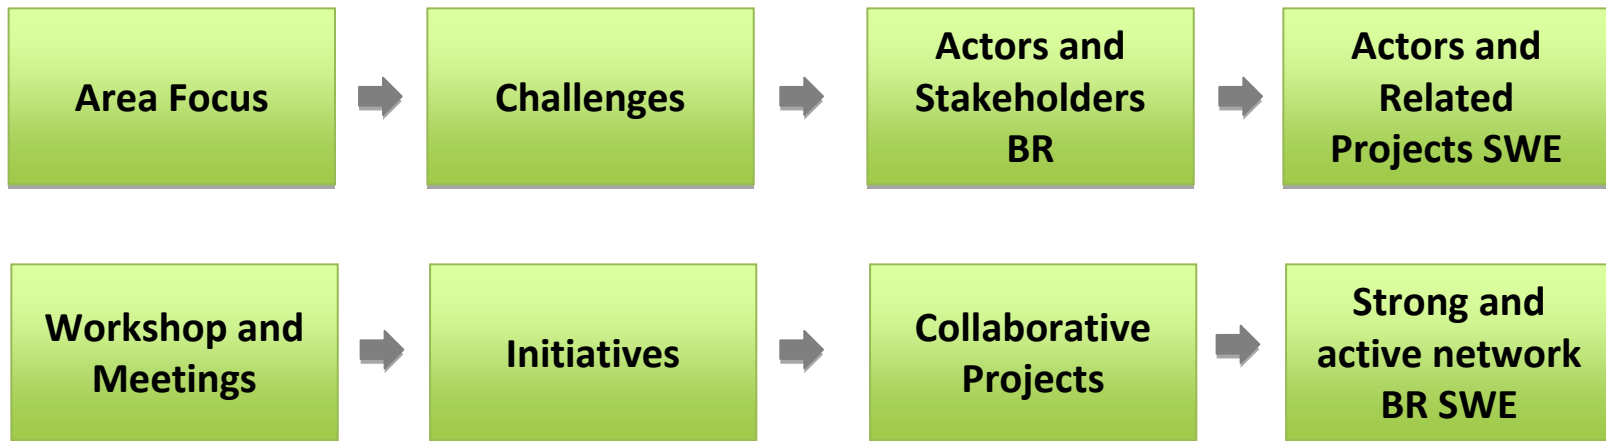 Area Focus
Challenges
Actors and
Stakeholders
BR
Actors and
Related
Projects SWE
Workshop and
Meetings
Initiatives
Collaborative
Projects
Strong and
active network
BR SWE